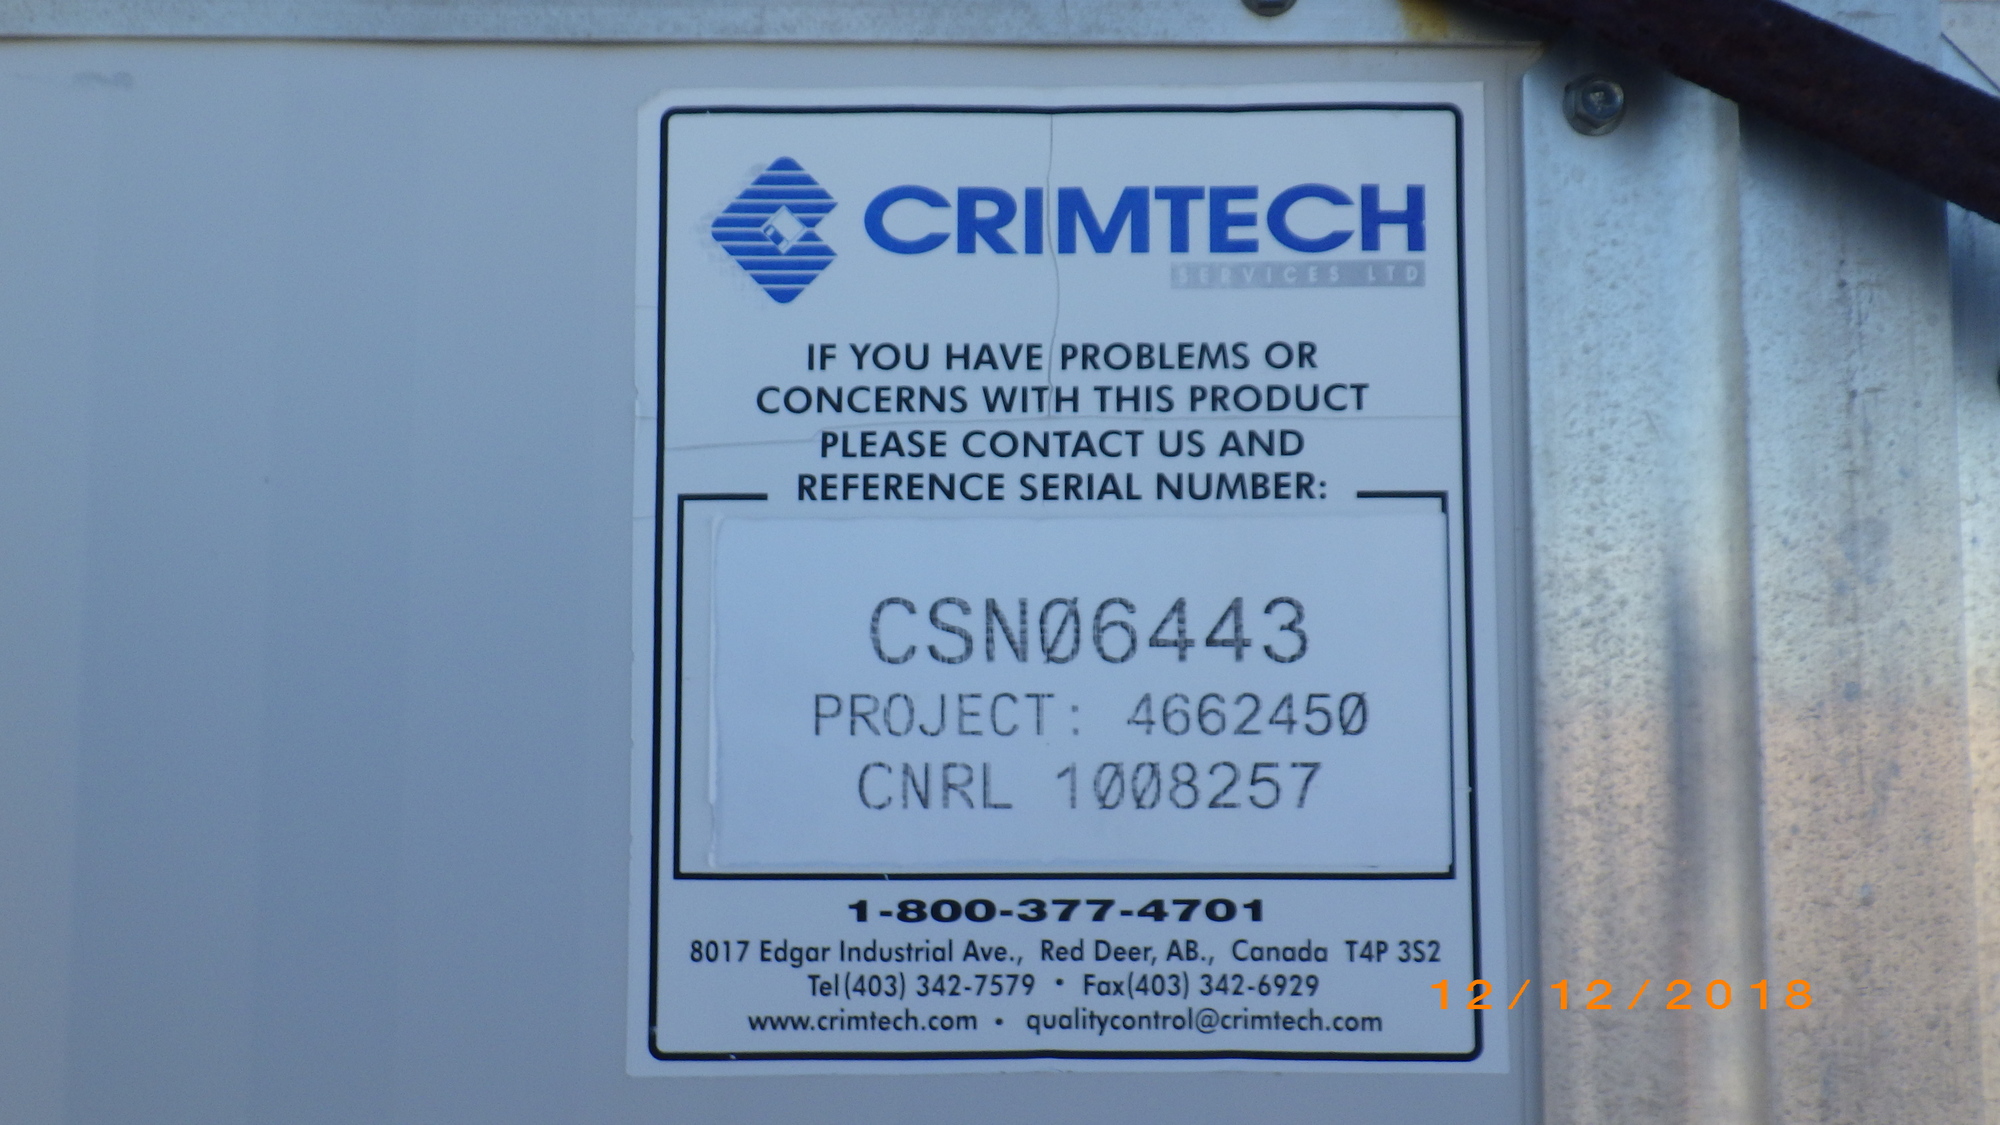 CRIMTECH
SERVICES LTD
IF YOU HAVE PROBLEMS OR
CONCERNS WITH THIS PRODUCT
PLEASE CONTACT US AND
REFERENCE SERIAL NUMBER:
CSN06443
PROJECT: 4662450
CNRL 1008257
1-800-377-4701
8017 Edgar Industrial Ave., Red Deer, AB., Canada T4P 3S2
Tel(403) 342-7579 • Fax(403) 342-6929
www.crimtech.com • qualitycontrol@crimtech.com
12/12/2018